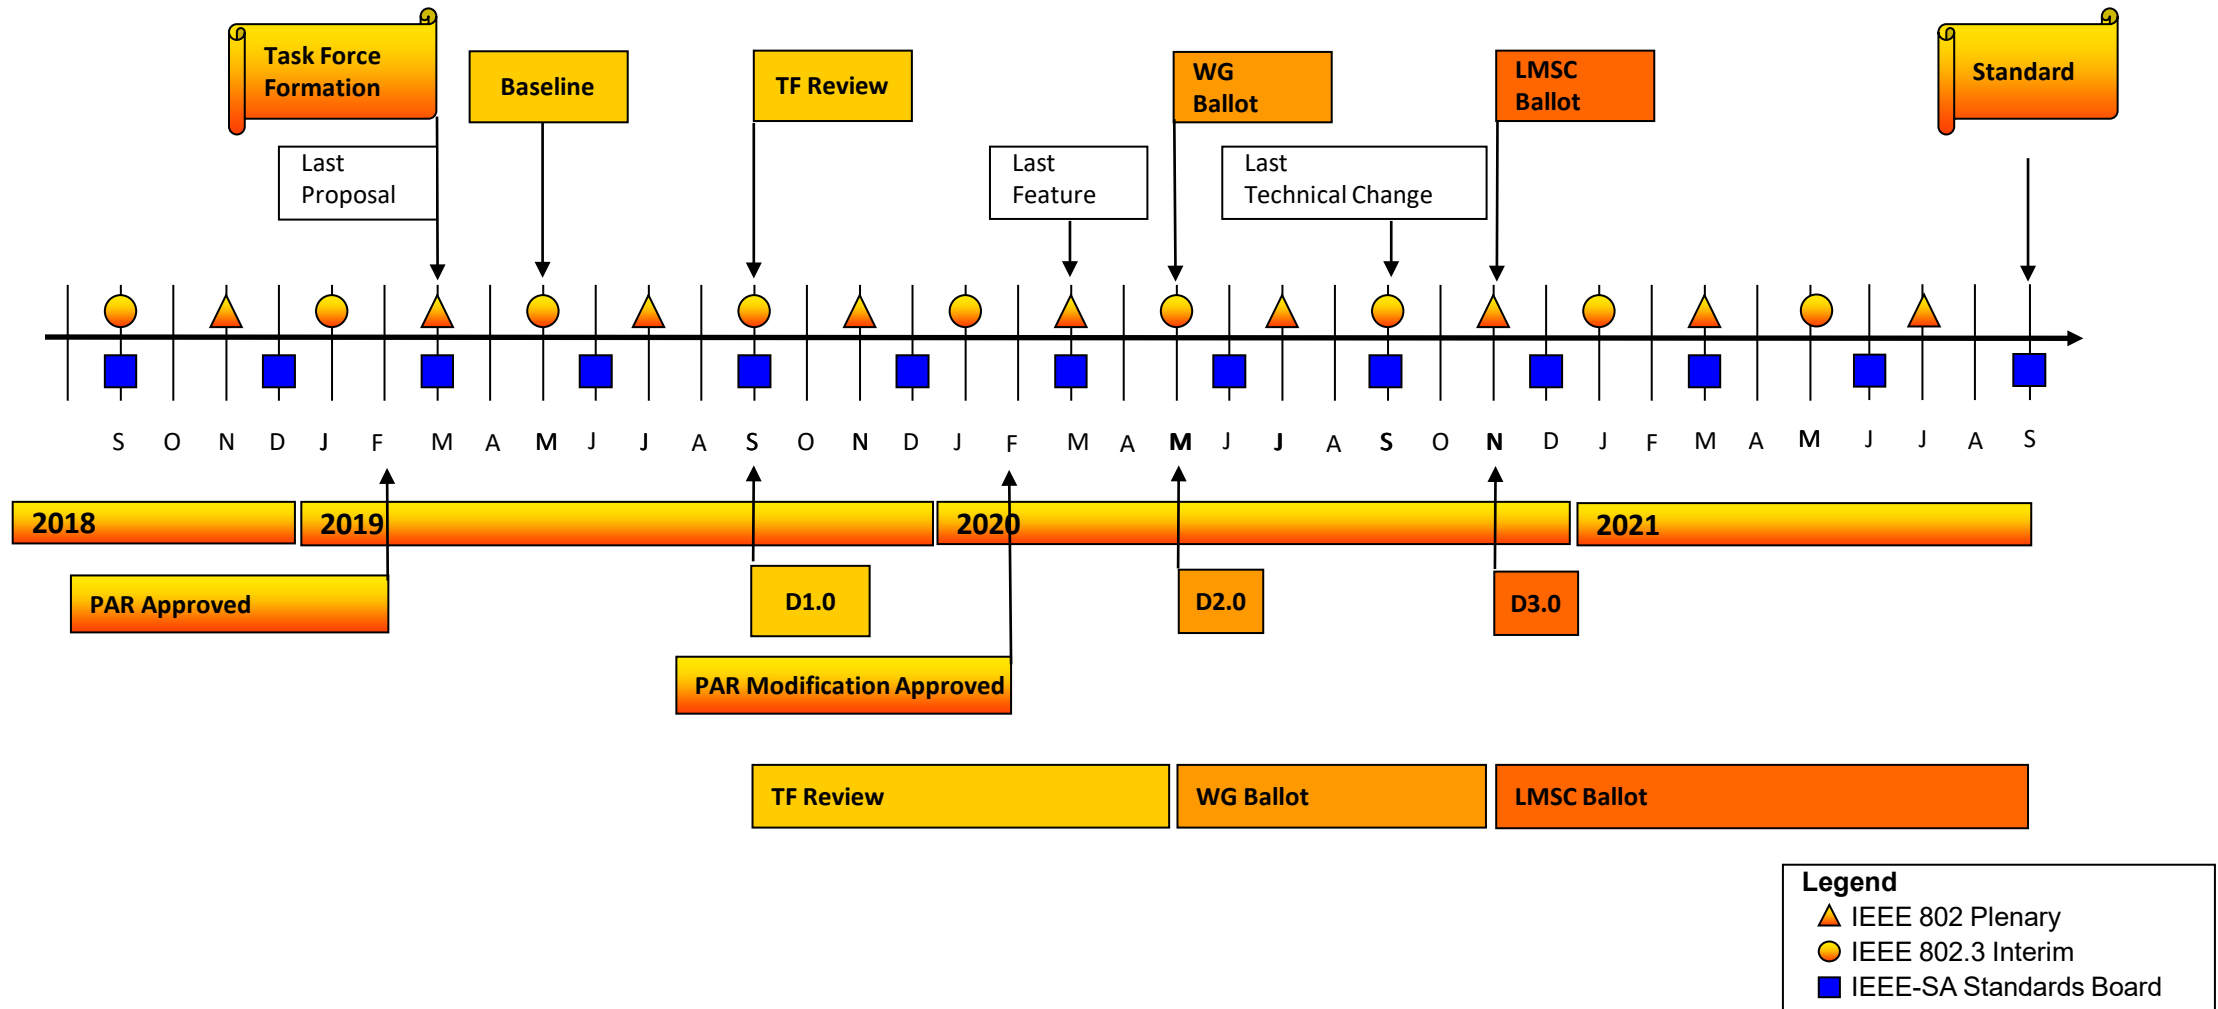 Task Force
Formation
Baseline
TF Review
WG
Ballot
LMSC
Ballot
Standard
Last
Proposal
Last
Feature
Last
Technical Change
S O N D J F M A M J J A S O N D J F M A M J J A S O N D J F M A M J J A S
2018 2019 2020 2021
PAR Approved
D1.0
D2.0
D3.0
PAR Modification Approved
TF Review
WG Ballot
LMSC Ballot
Legend
IEEE 802 Plenary
IEEE 802.3 Interim
IEEE-SA Standards Board